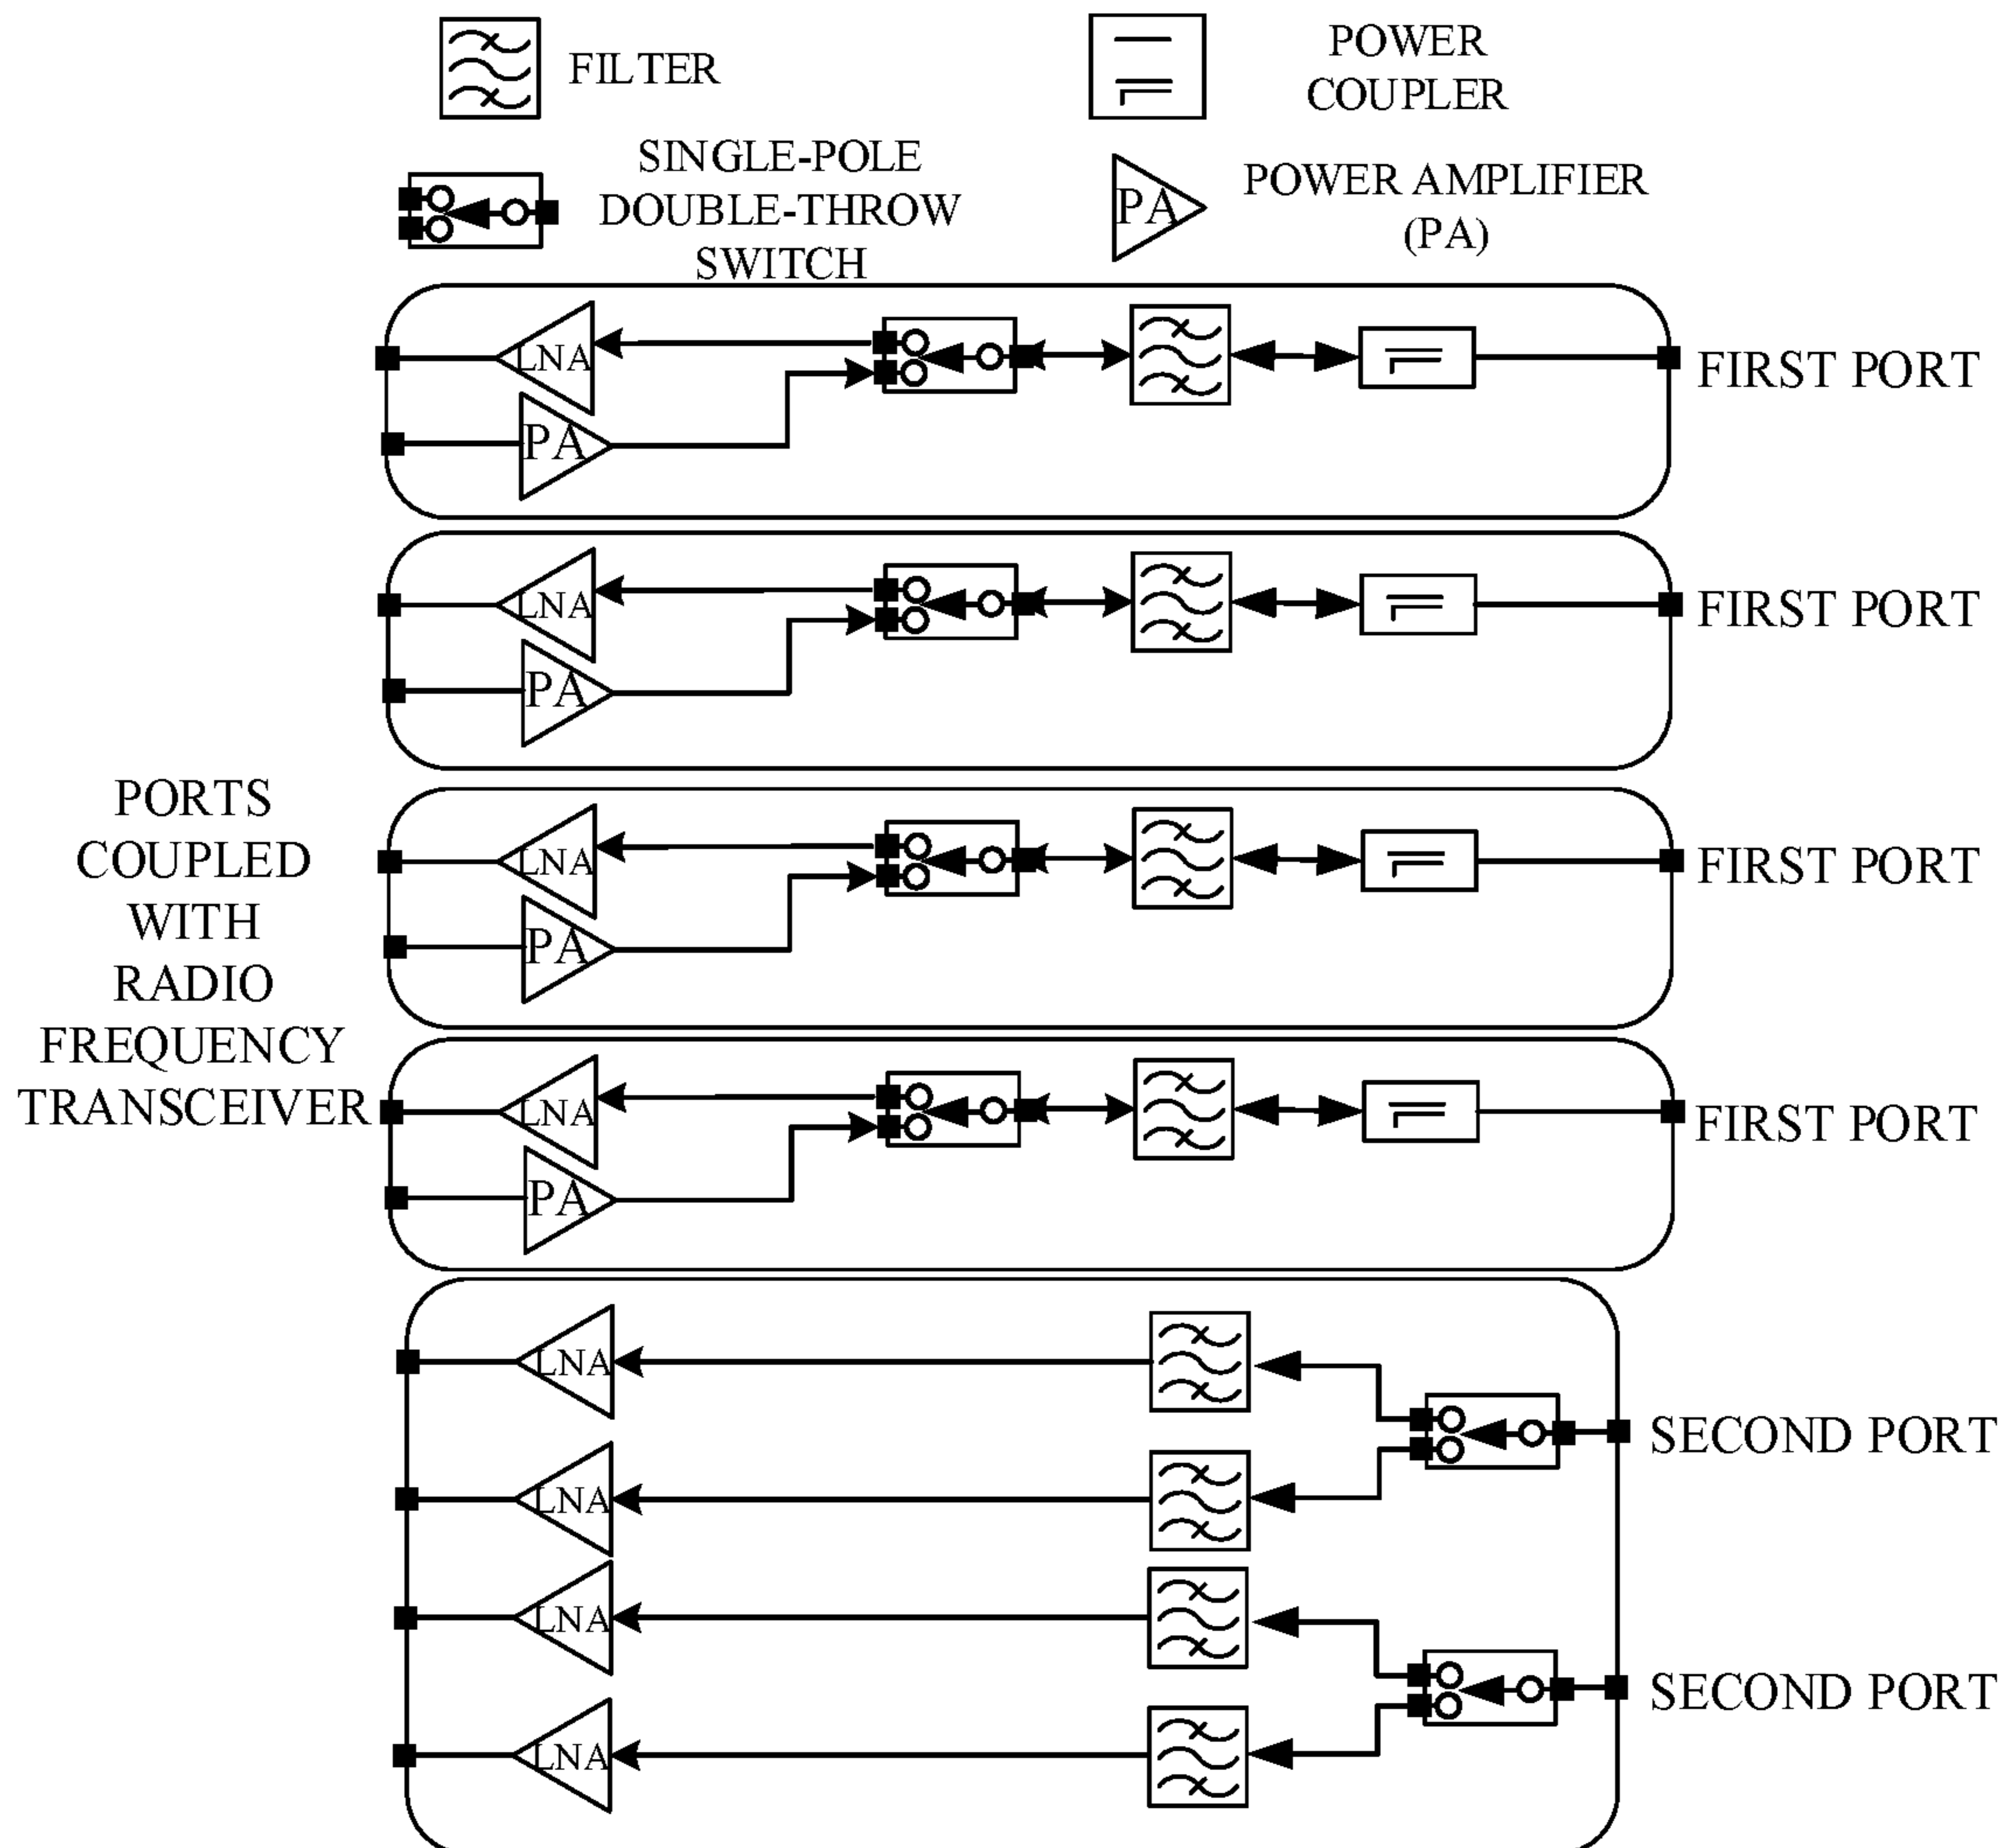 FILTER
POWER
COUPLER
SINGLE-POLE
DOUBLE-THROW
SWITCH
PA
POWER AMPLIFIER
(PA)
LNA
PA
FIRST PORT
LNA
PA
FIRST PORT
PORTS
COUPLED
WITH
RADIO
FREQUENCY
TRANSCEIVER
LNA
PA
FIRST PORT
LNA
PA
FIRST PORT
LNA
LNA
SECOND PORT
LNA
LNA
SECOND PORT